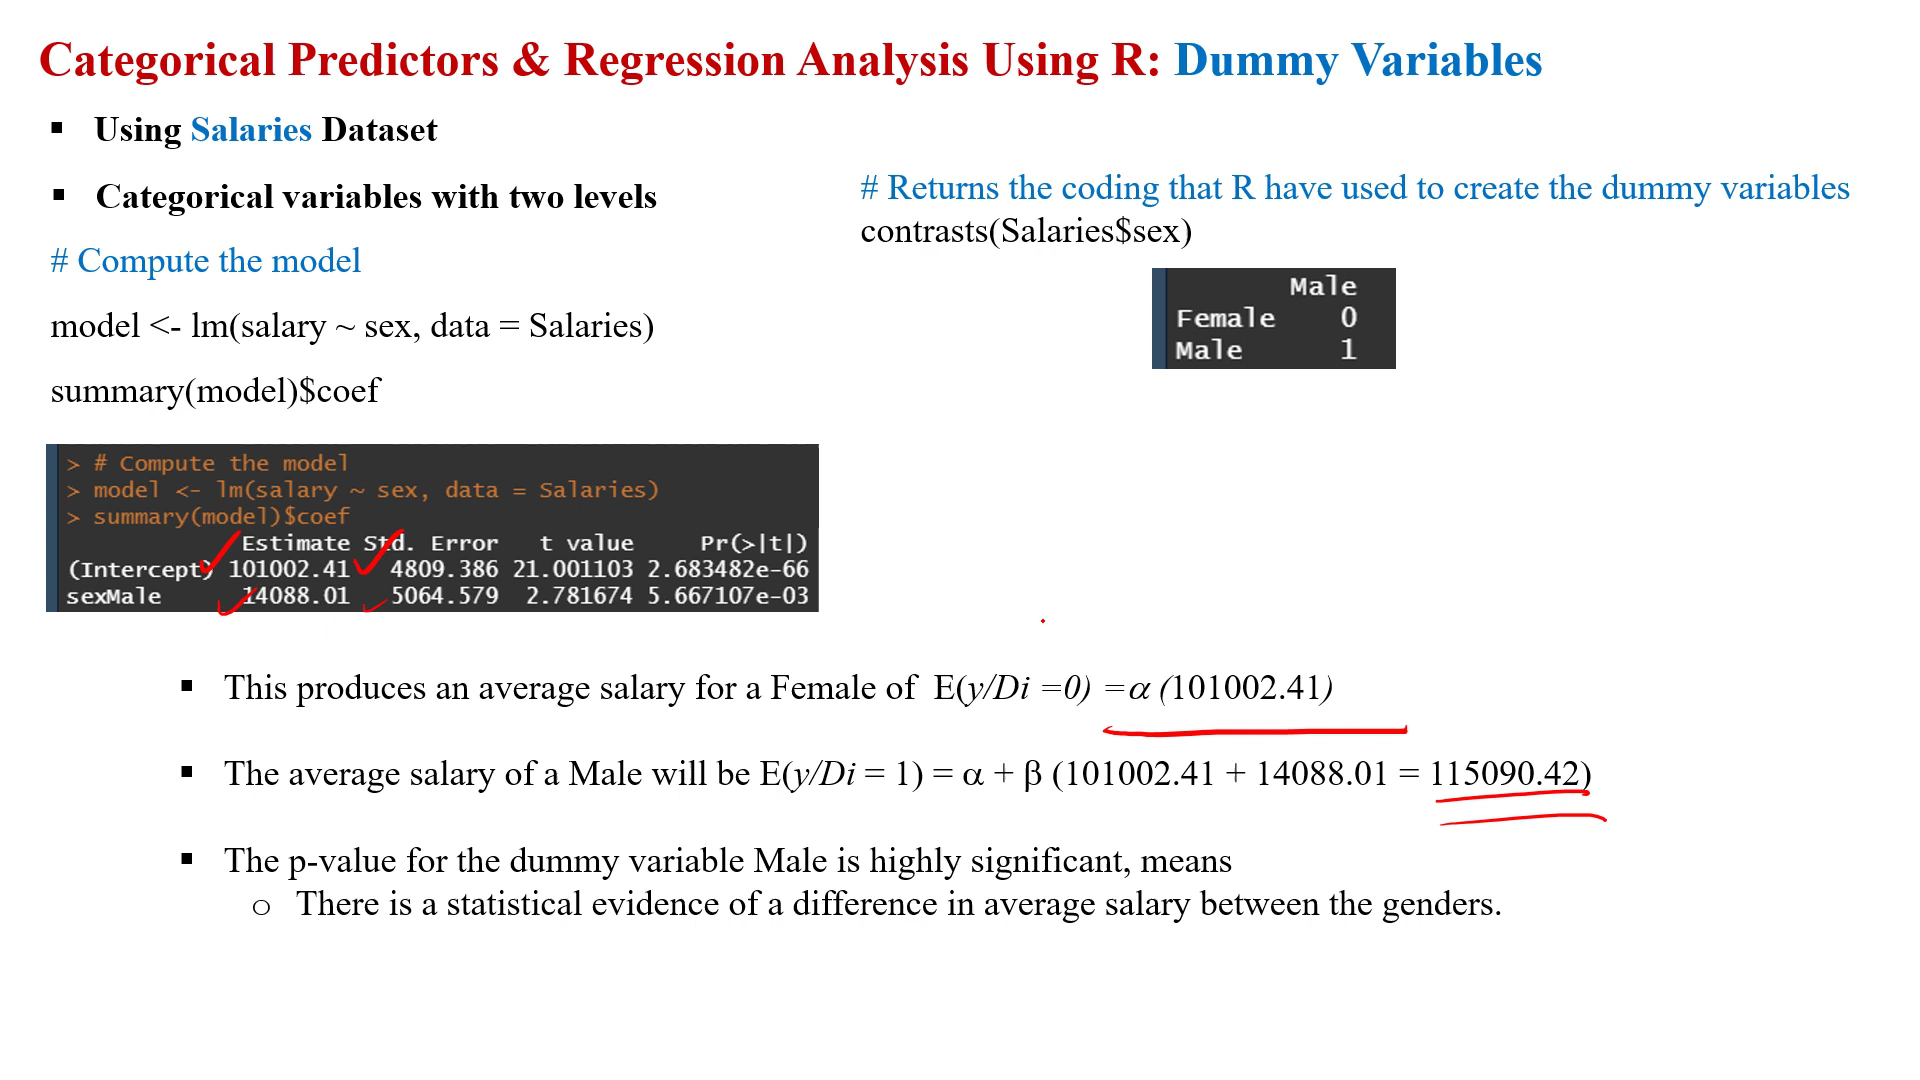 Categorical Predictors & Regression Analysis Using R: Dummy Variables
▪ Using Salaries Dataset
▪ Categorical variables with two levels
# Compute the model
model <- lm(salary ~ sex, data = Salaries)
summary(model)$coef
# Returns the coding that R have used to create the dummy variables
contrasts(Salaries$sex)
Male
Female 0
Male 1
> # Compute the model
> model <- lm(salary ~ sex, data = Salaries)
> summary(model)$coef
Estimate Std. Error t value Pr(>|t|)
(Intercept) 101002.41 4809.386 21.001103 2.683482e-66
sexMale 14088.01 5064.579 2.781674 5.667107e-03
▪ This produces an average salary for a Female of E(y/Di =0) =α (101002.41)
▪ The average salary of a Male will be E(y/Di = 1) = α + β (101002.41 + 14088.01 = 115090.42)
▪ The p-value for the dummy variable Male is highly significant, means
o There is a statistical evidence of a difference in average salary between the genders.